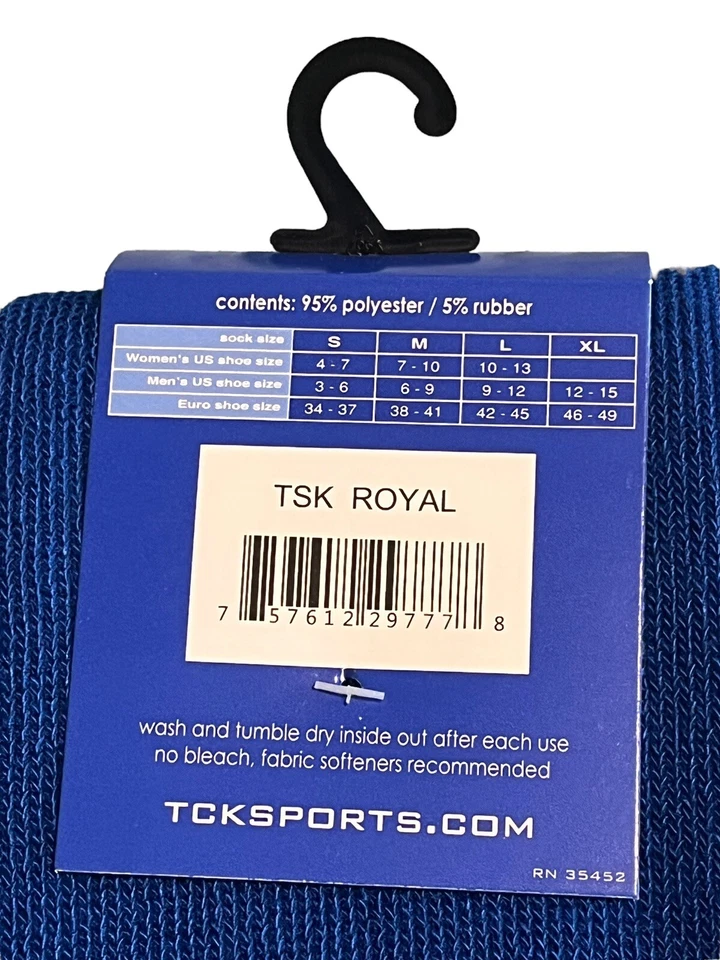 contents: 95% polyester / 5% rubber
sock size S M L XL
Women's US shoe size 4 - 7 7 - 10 10 - 13
Men's US shoe size 3 - 6 6 - 9 9 - 12 12 - 15
Euro shoe size 34 - 37 38 - 41 42 - 45 46 - 49
TSK ROYAL
7 57612 29777 8
wash and tumble dry inside out after each use
no bleach, fabric softeners recommended
TCKSPORTS.COM
RN 35452